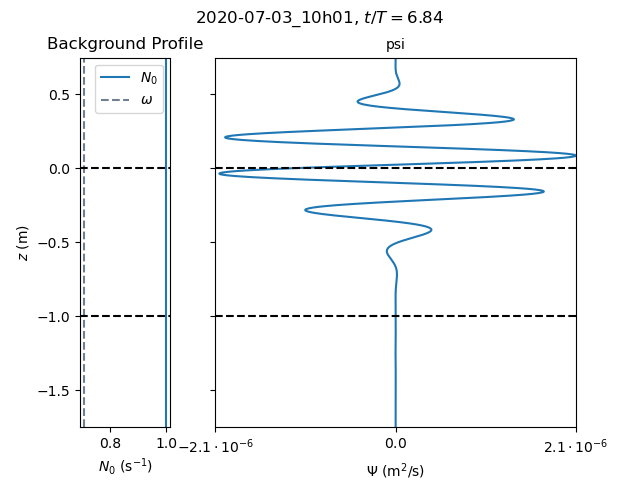 2020-07-03_10h01, t/T = 6.84
Background Profile
psi
N₀
ω
0.5
0.0
−0.5
−1.0
−1.5
z (m)
0.8 1.0
N₀ (s⁻¹)
−2.1 · 10⁻⁶ 0.0 2.1 · 10⁻⁶
Ψ (m²/s)